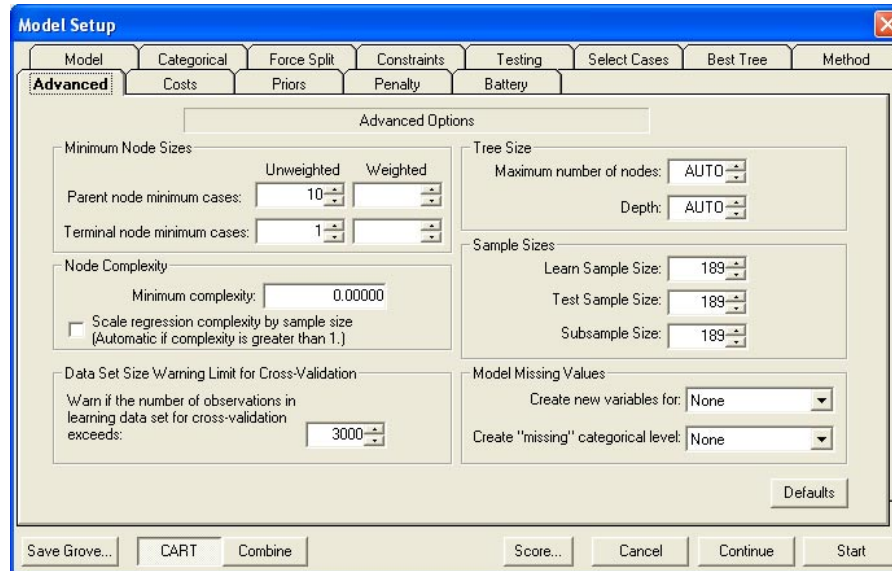 Model Setup
Model Categorical Force Split Constraints Testing Select Cases Best Tree Method
Advanced Costs Priors Penalty Battery
Advanced Options
Minimum Node Sizes
Unweighted Weighted
Parent node minimum cases: 10
Terminal node minimum cases: 1
Node Complexity
Minimum complexity: 0.00000
Scale regression complexity by sample size
(Automatic if complexity is greater than 1.)
Data Set Size Warning Limit for Cross-Validation
Warn if the number of observations in
learning data set for cross-validation
exceeds: 3000
Tree Size
Maximum number of nodes: AUTO
Depth: AUTO
Sample Sizes
Learn Sample Size: 189
Test Sample Size: 189
Subsample Size: 189
Model Missing Values
Create new variables for: None
Create "missing" categorical level: None
Defaults
Save Grove... CART Combine Score... Cancel Continue Start